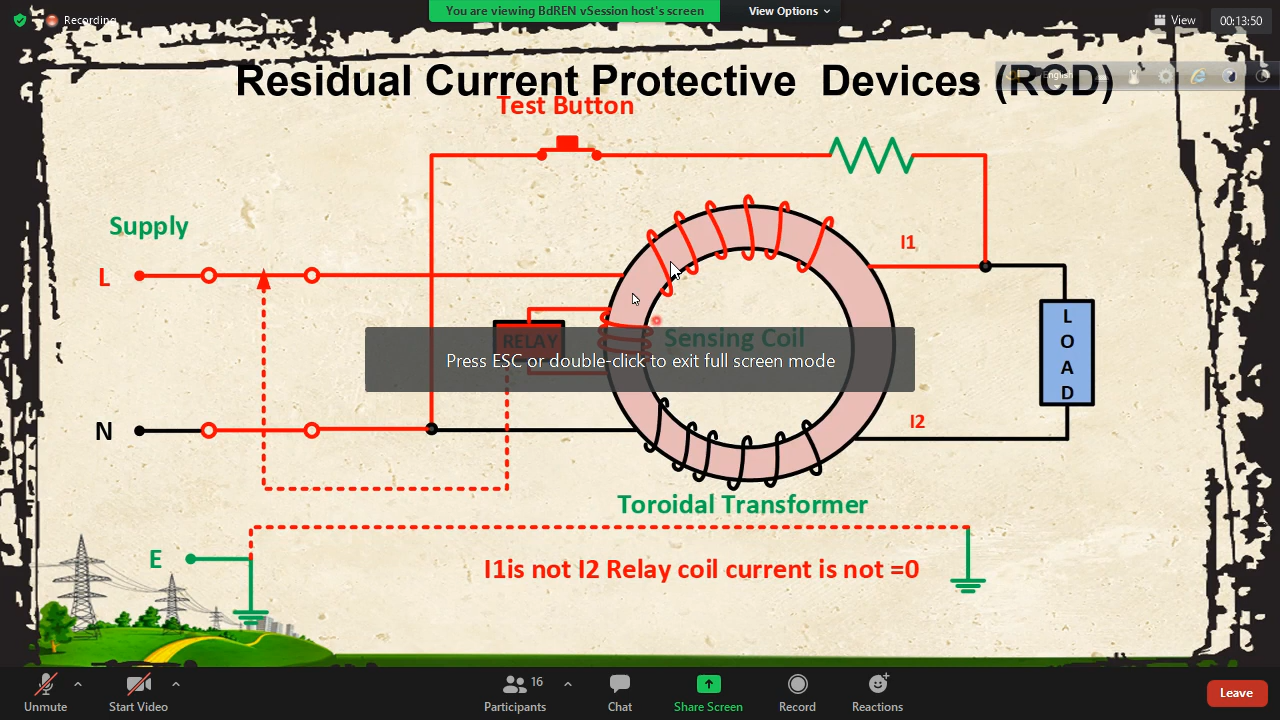 Recording
You are viewing BdREN vSession host's screen
View Options
View
00:13:50
Residual Current Protective Devices (RCD)
English
Test Button
Supply
I1
L
RELAY
Sensing Coil
LOAD
Press ESC or double-click to exit full screen mode
N
I2
Toroidal Transformer
E
I1is not I2 Relay coil current is not =0
Unmute
Start Video
16
Participants
Chat
Share Screen
Record
Reactions
Leave